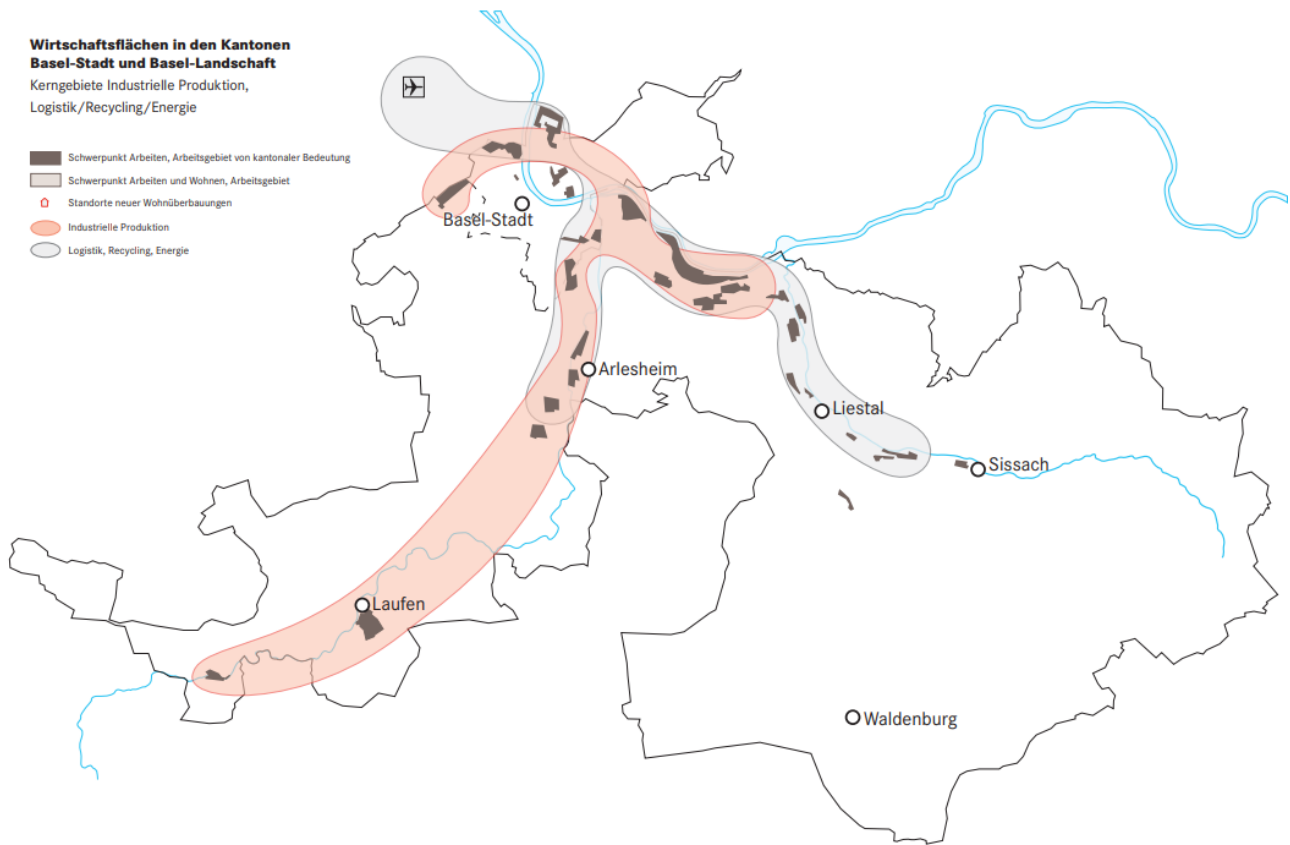 Wirtschaftsflächen in den Kantonen
Basel-Stadt und Basel-Landschaft
Kerngebiete Industrielle Produktion,
Logistik/Recycling/Energie
Schwerpunkt Arbeiten, Arbeitsgebiet von kantonaler Bedeutung
Schwerpunkt Arbeiten und Wohnen, Arbeitsgebiet
Standorte neuer Wohnüberbauungen
Industrielle Produktion
Logistik, Recycling, Energie
Basel-Stadt
Arlesheim
Liestal
Sissach
Laufen
Waldenburg